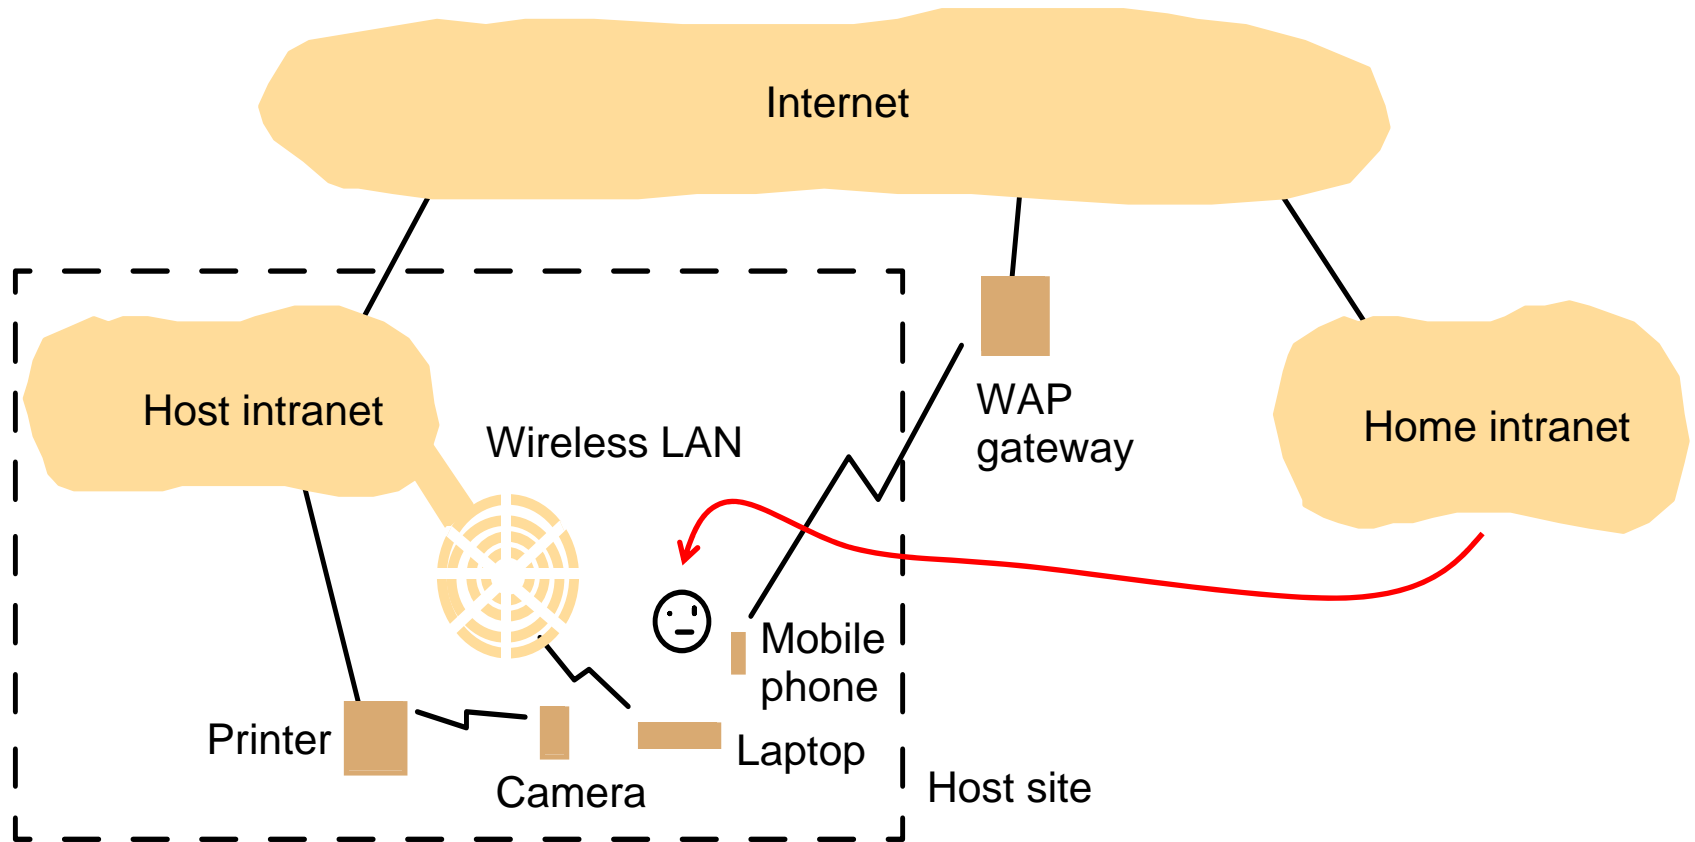 Internet
Host intranet
Wireless LAN
WAP
gateway
Home intranet
Mobile
phone
Printer
Camera
Laptop
Host site